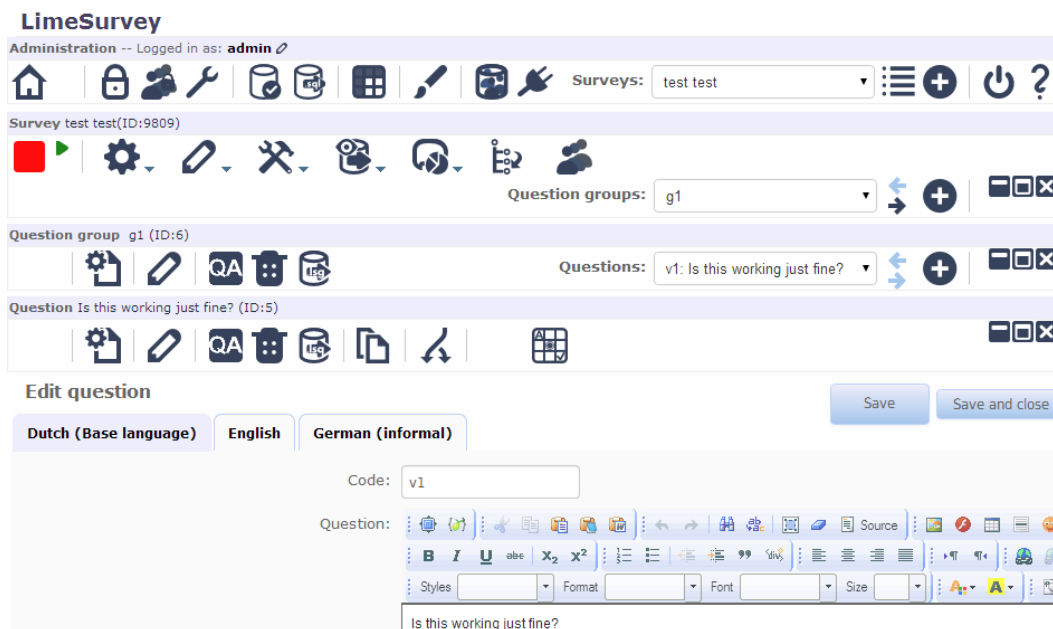 LimeSurvey
Administration -- Logged in as: admin
Surveys: test test
Survey test test(ID:9809)
Question groups: g1
Question group g1 (ID:6)
QA lsq
Questions: v1: Is this working just fine?
Question Is this working just fine? (ID:5)
QA lsq
Edit question
Save Save and close
Dutch (Base language) English German (informal)
Code: v1
Question: Source
B I U abc X₂ X² div
Styles Format Font Size A A
Is this working just fine?